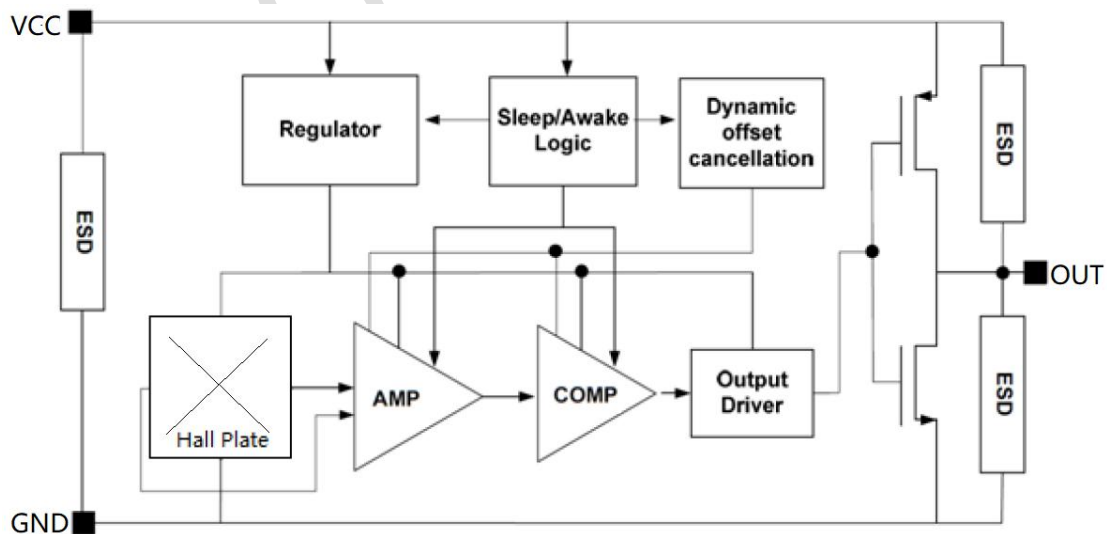 VCC
Regulator
Sleep/Awake
Logic
Dynamic
offset
cancellation
ESD
ESD
OUT
Hall Plate
AMP
COMP
Output
Driver
ESD
GND